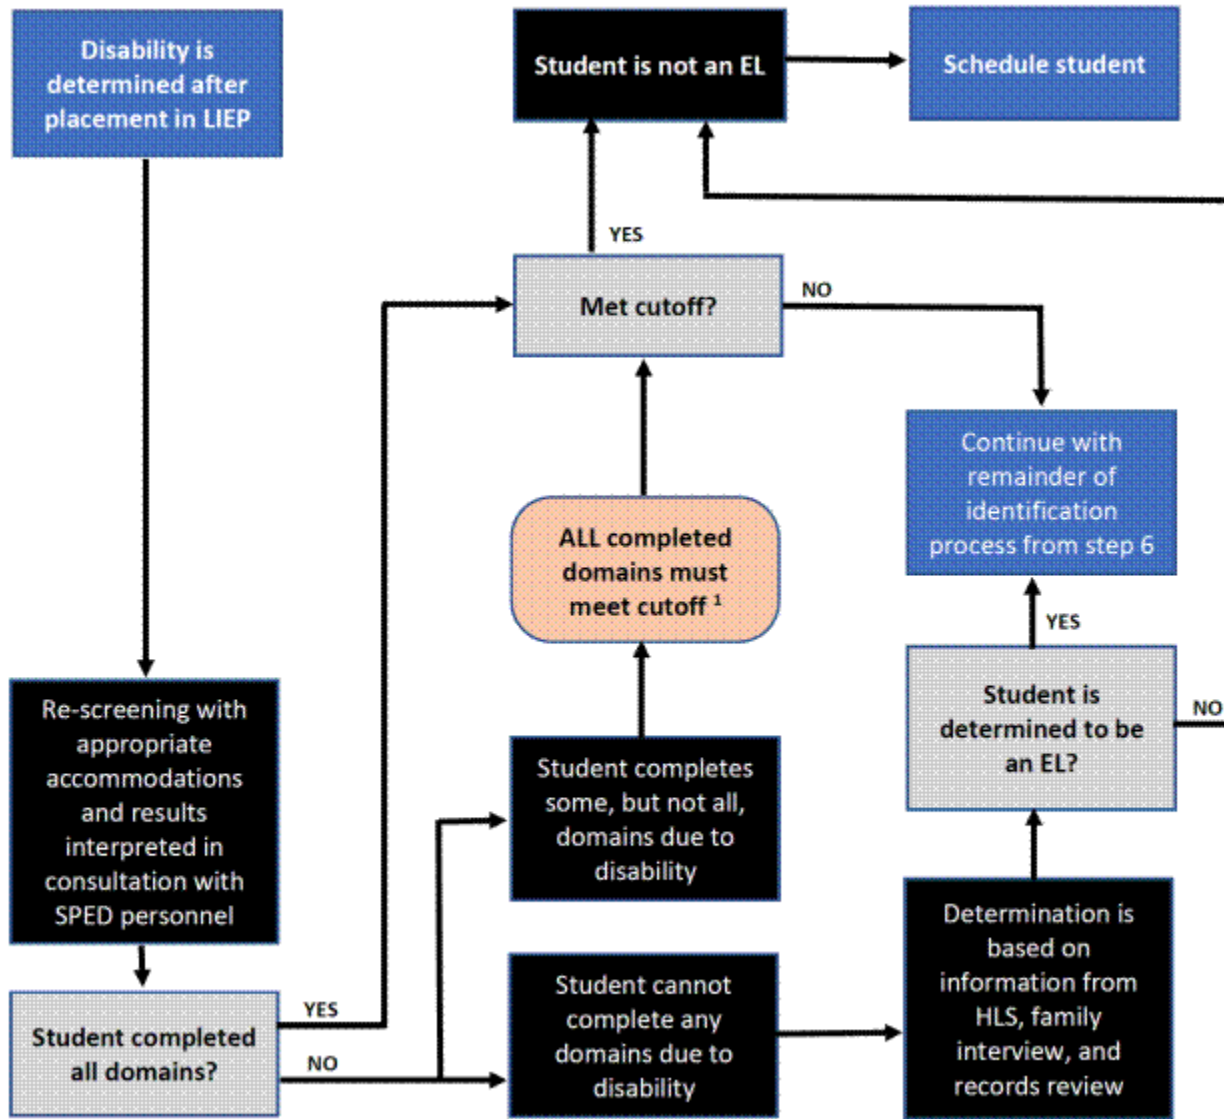 Disability is
determined after
placement in LIEP
Student is not an EL
Schedule student
YES
Met cutoff?
NO
Continue with
remainder of
identification
process from step 6
ALL completed
domains must
meet cutoff ¹
YES
Student is
determined to be
an EL?
NO
Re-screening with
appropriate
accommodations
and results
interpreted in
consultation with
SPED personnel
Student completes
some, but not all,
domains due to
disability
Determination is
based on
information from
HLS, family
interview, and
records review
Student cannot
complete any
domains due to
disability
Student completed
all domains?
YES
NO